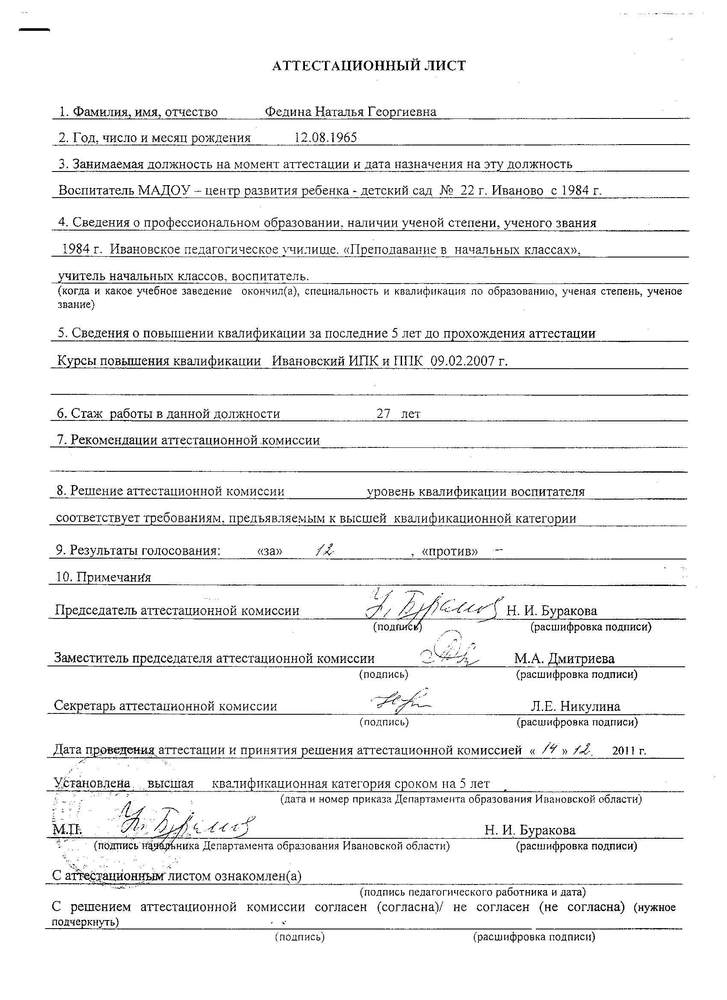 АТТЕСТАЦИОННЫЙ ЛИСТ
1. Фамилия, имя, отчество Федина Наталья Георгиевна
2. Год, число и месяц рождения 12.08.1965
3. Занимаемая должность на момент аттестации и дата назначения на эту должность
Воспитатель МАДОУ – центр развития ребенка - детский сад № 22 г. Иваново с 1984 г.
4. Сведения о профессиональном образовании, наличии ученой степени, ученого звания
1984 г. Ивановское педагогическое училище. «Преподавание в начальных классах»,
учитель начальных классов, воспитатель.
(когда и какое учебное заведение окончил(а), специальность и квалификация по образованию, ученая степень, ученое
звание)
5. Сведения о повышении квалификации за последние 5 лет до прохождения аттестации
Курсы повышения квалификации Ивановский ИПК и ППК 09.02.2007 г.
6. Стаж работы в данной должности 27 лет
7. Рекомендации аттестационной комиссии
8. Решение аттестационной комиссии уровень квалификации воспитателя
соответствует требованиям, предъявляемым к высшей квалификационной категории
9. Результаты голосования: «за» 12 , «против» –
10. Примечания
Председатель аттестационной комиссии Н. И. Буракова
(подпись) (расшифровка подписи)
Заместитель председателя аттестационной комиссии М.А. Дмитриева
(подпись) (расшифровка подписи)
Секретарь аттестационной комиссии Л.Е. Никулина
(подпись) (расшифровка подписи)
Дата проведения аттестации и принятия решения аттестационной комиссией « 14 » 12. 2011 г.
Установлена высшая квалификационная категория сроком на 5 лет
(дата и номер приказа Департамента образования Ивановской области)
М.П. Н. И. Буракова
(подпись начальника Департамента образования Ивановской области) (расшифровка подписи)
С аттестационным листом ознакомлен(а)
(подпись педагогического работника и дата)
С решением аттестационной комиссии согласен (согласна)/ не согласен (не согласна) (нужное
подчеркнуть)
(подпись) (расшифровка подписи)